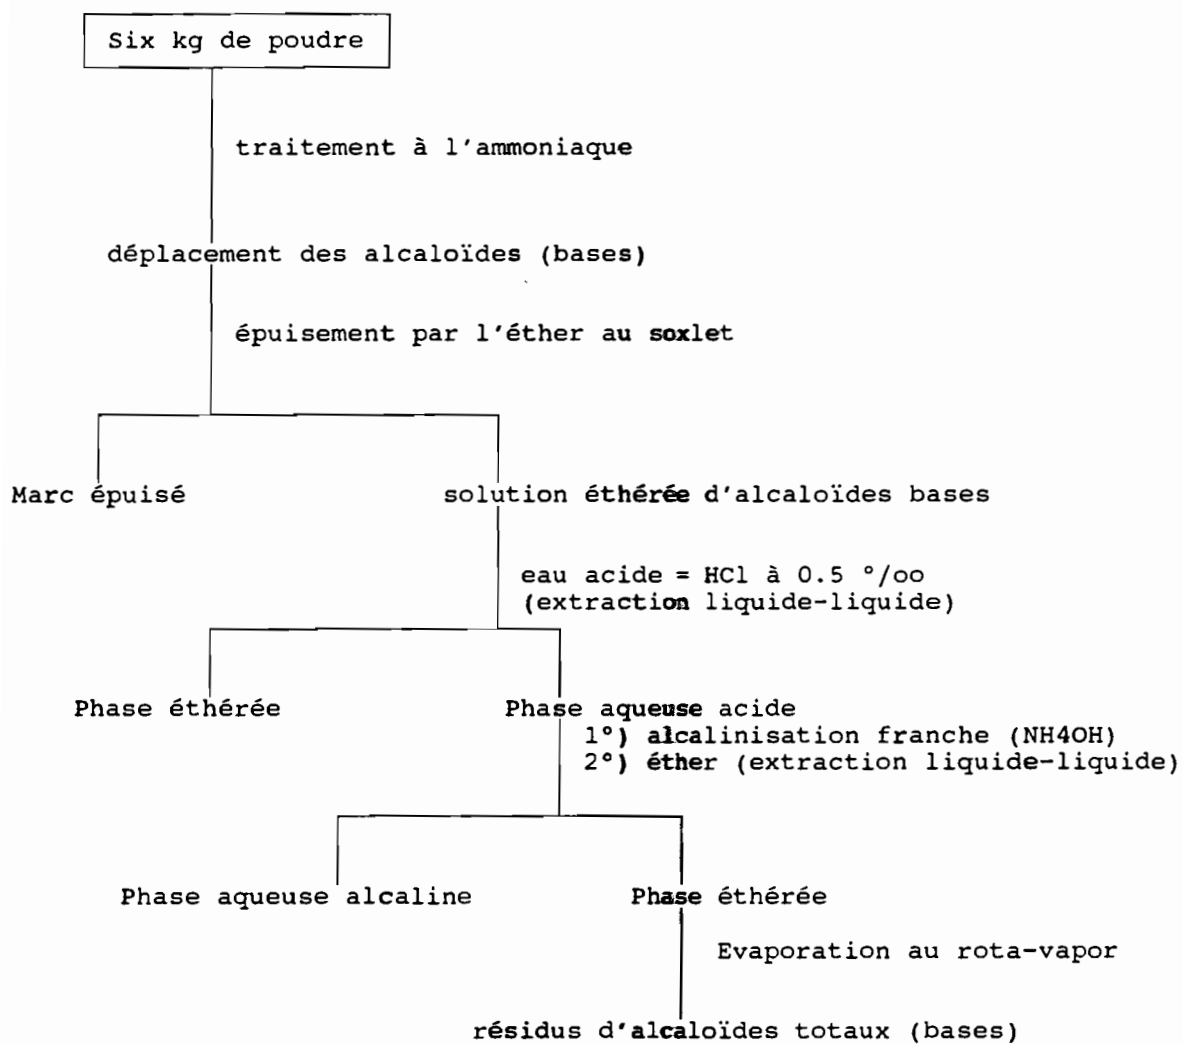 Six kg de poudre
traitement à l'ammoniaque
déplacement des alcaloïdes (bases)
épuisement par l'éther au soxlet
Marc épuisé
solution éthérée d'alcaloïdes bases
eau acide = HCl à 0.5 °/oo
(extraction liquide-liquide)
Phase éthérée
Phase aqueuse acide
1°) alcalinisation franche (NH4OH)
2°) éther (extraction liquide-liquide)
Phase aqueuse alcaline
Phase éthérée
Evaporation au rota-vapor
résidus d'alcaloïdes totaux (bases)